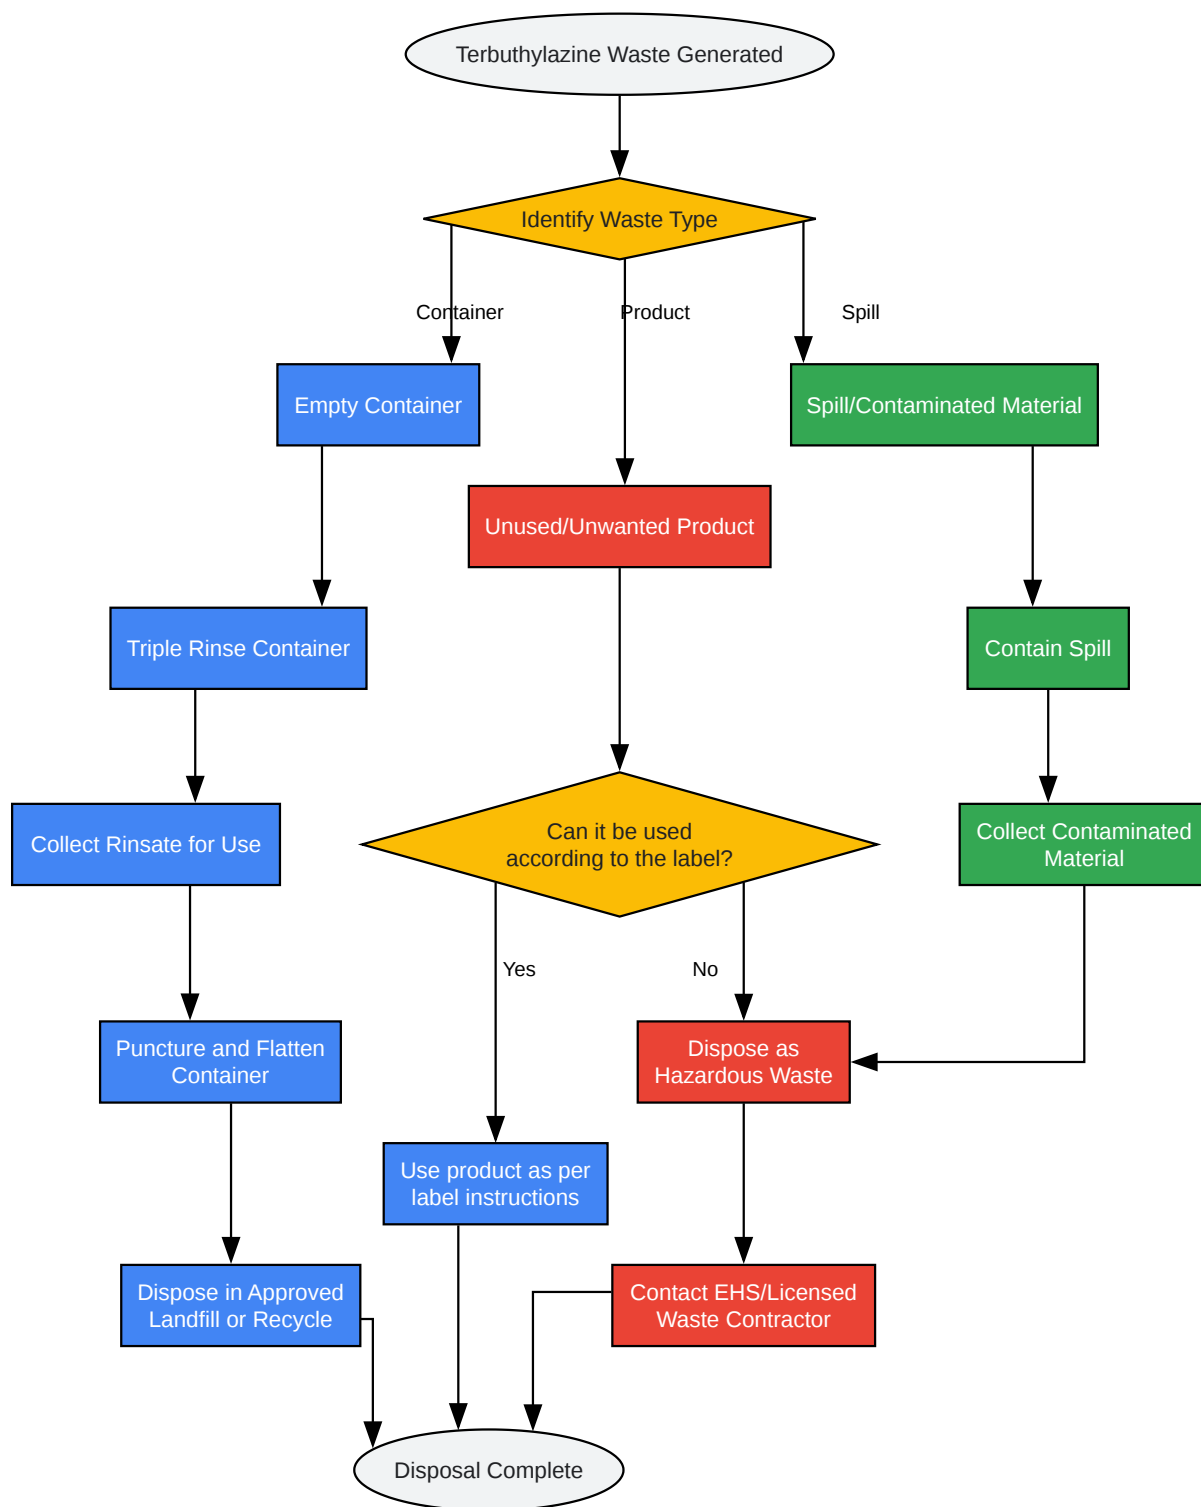 Terbuthylazine Waste Generated
Identify Waste Type
Container
Product
Spill
Empty Container
Spill/Contaminated Material
Unused/Unwanted Product
Triple Rinse Container
Contain Spill
Collect Rinsate for Use
Can it be used
according to the label?
Collect Contaminated
Material
Yes
No
Puncture and Flatten
Container
Dispose as
Hazardous Waste
Use product as per
label instructions
Dispose in Approved
Landfill or Recycle
Contact EHS/Licensed
Waste Contractor
Disposal Complete